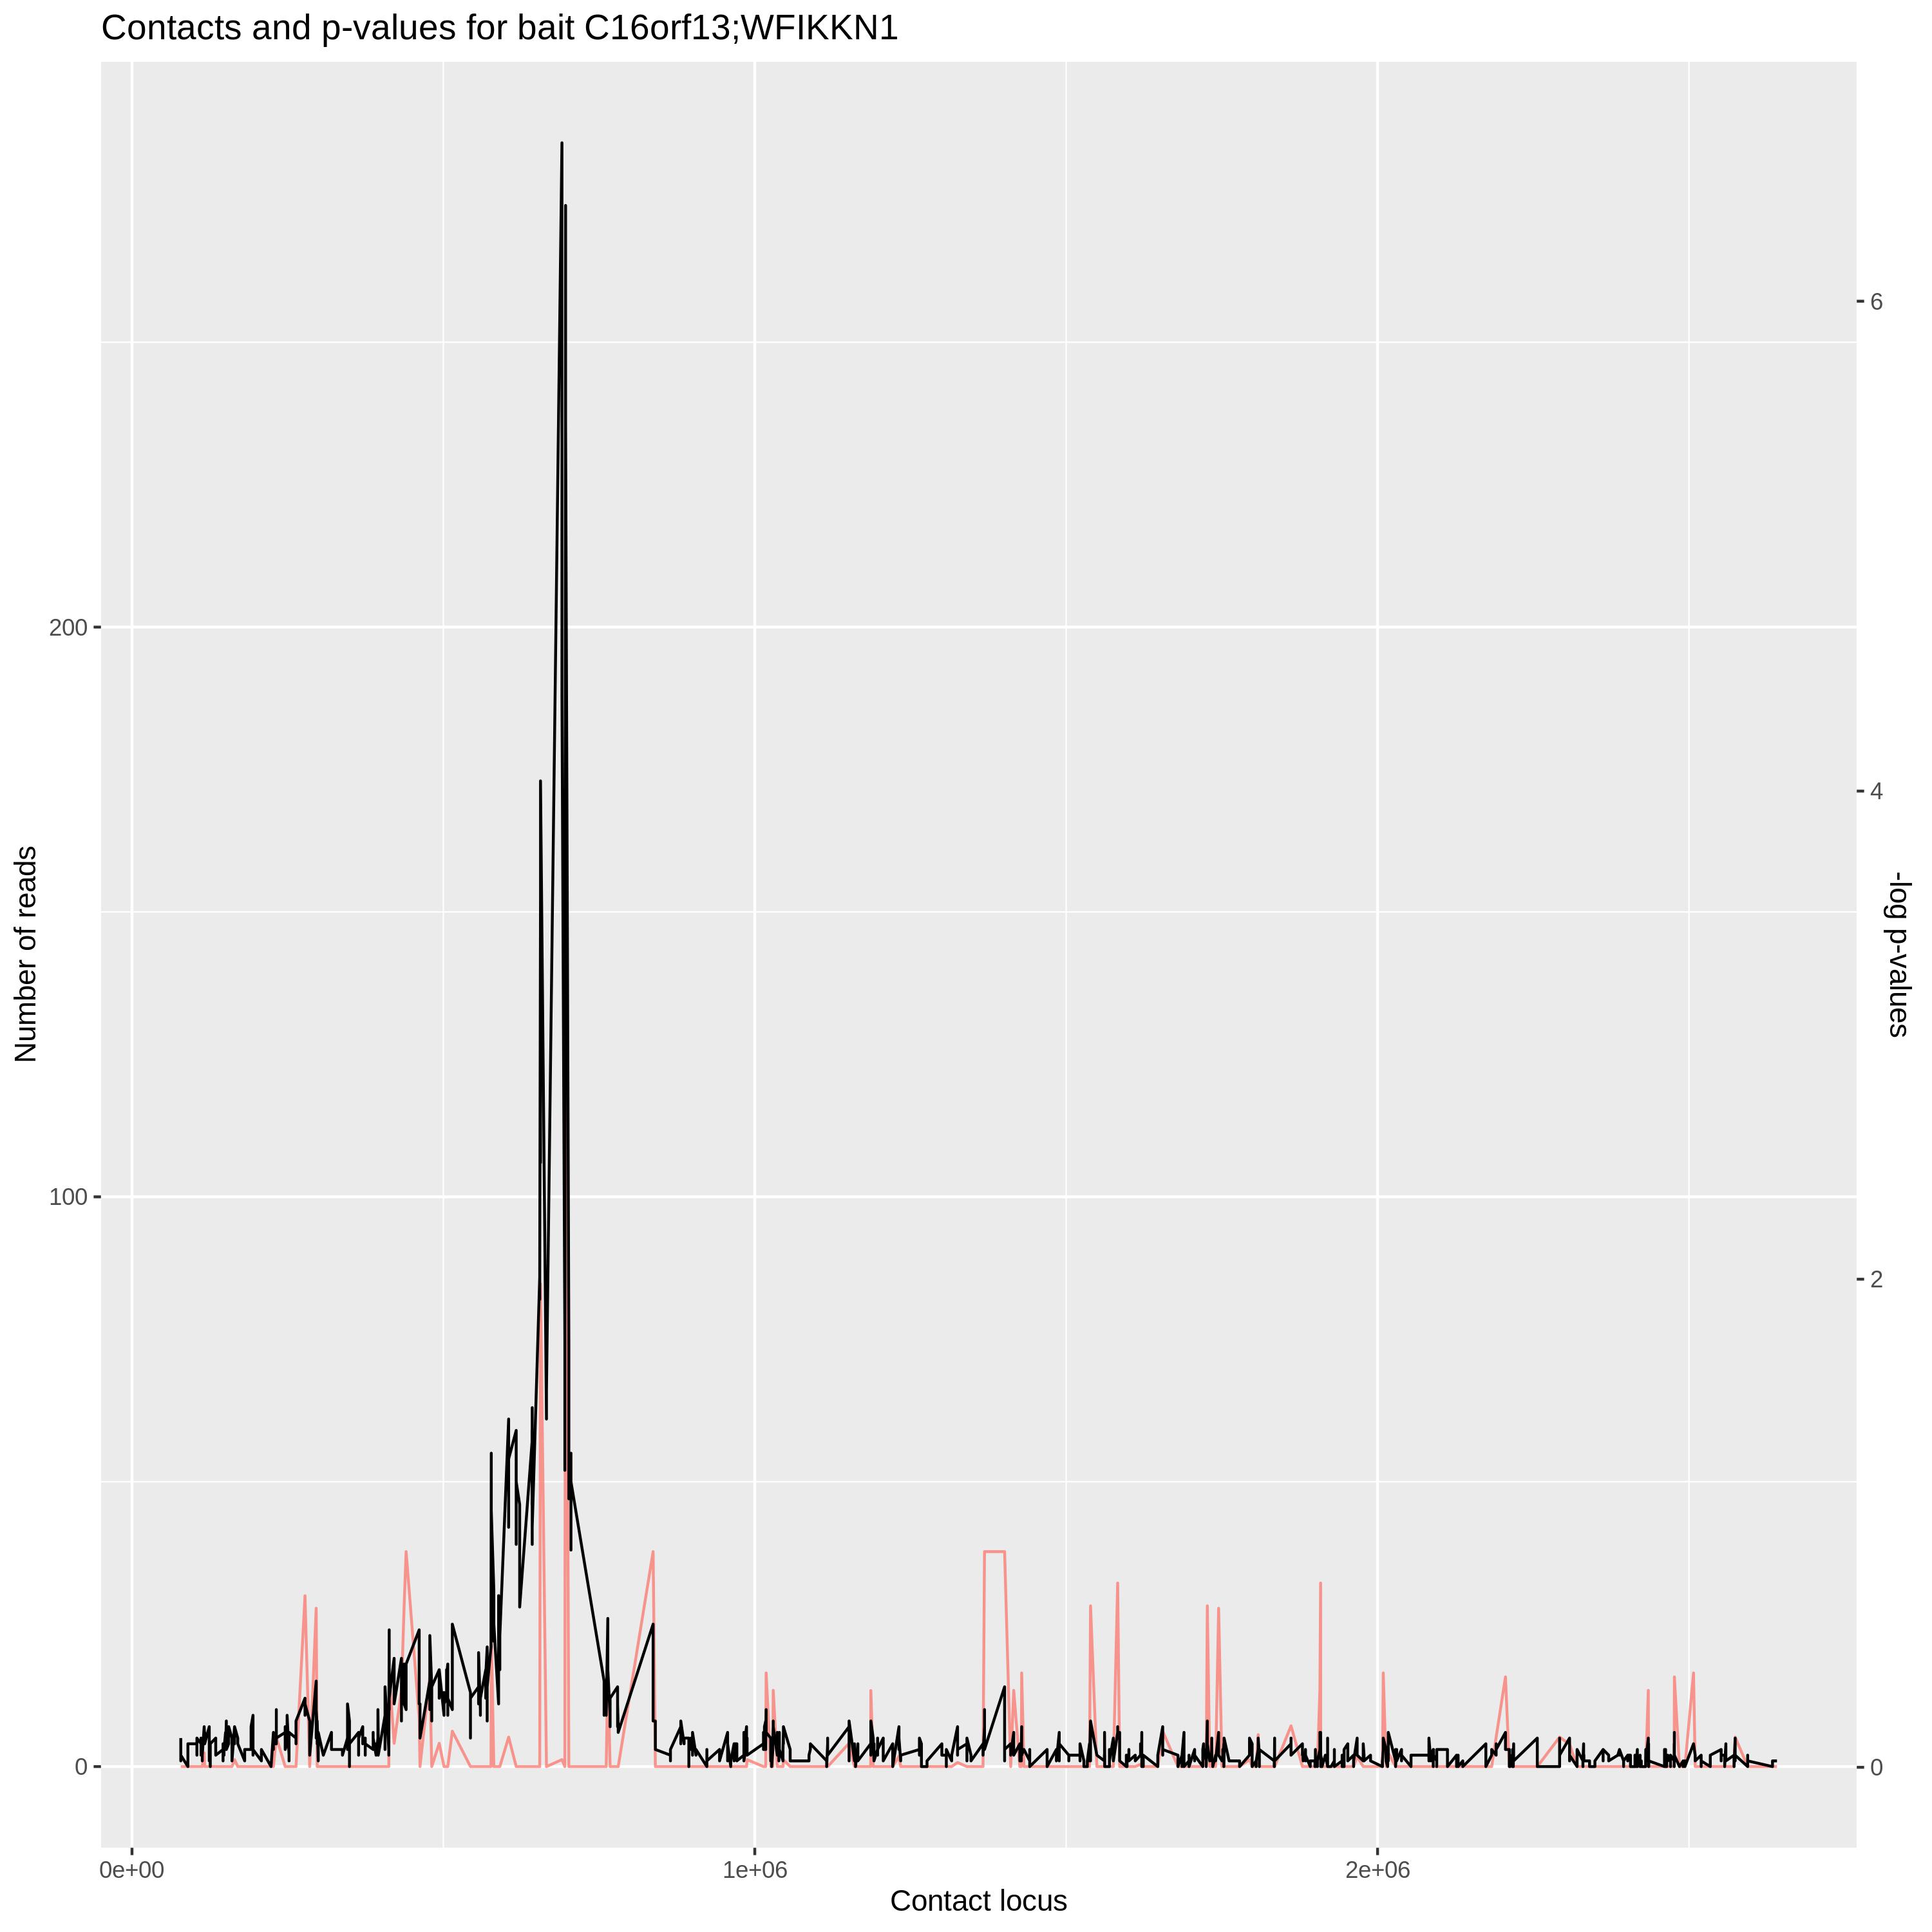 Contacts and p-values for bait C16orf13;WFIKKN1
Number of reads
200
100
0
6
4
2
0
-log p-values
0e+00
1e+06
2e+06
Contact locus